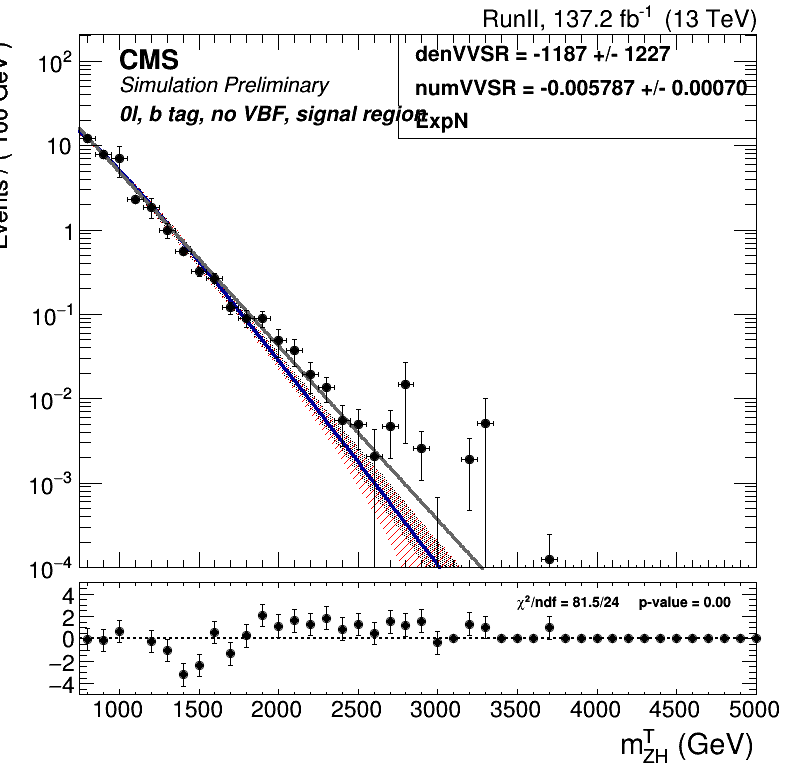 RunII, 137.2 fb⁻¹ (13 TeV)
CMS
Simulation Preliminary
0l, b tag, no VBF, signal region
denVVSR = -1187 +/- 1227
numVVSR = -0.005787 +/- 0.00070
ExpN
Events / ( 100 GeV )
10²
10
1
10⁻¹
10⁻²
10⁻³
10⁻⁴
χ²/ndf = 81.5/24 p-value = 0.00
4
2
0
−2
−4
1000 1500 2000 2500 3000 3500 4000 4500 5000
m^T_ZH (GeV)